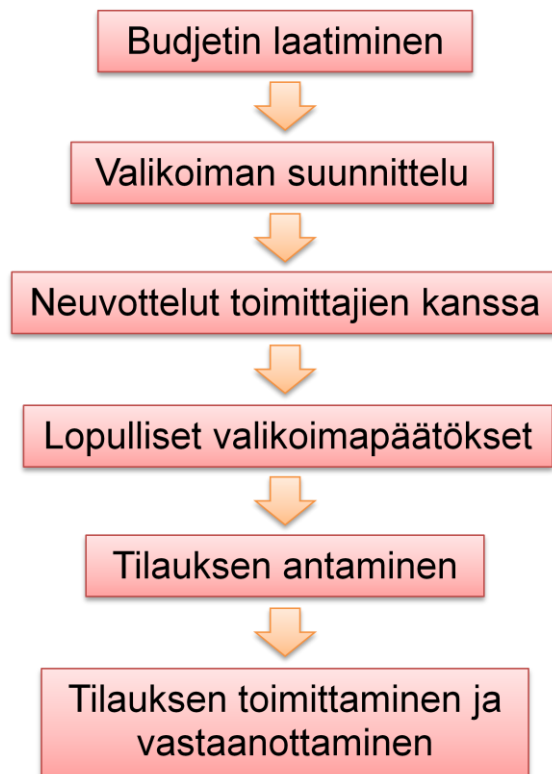 Budjetin laatiminen
Valikoiman suunnittelu
Neuvottelut toimittajien kanssa
Lopulliset valikoimapäätökset
Tilauksen antaminen
Tilauksen toimittaminen ja
vastaanottaminen